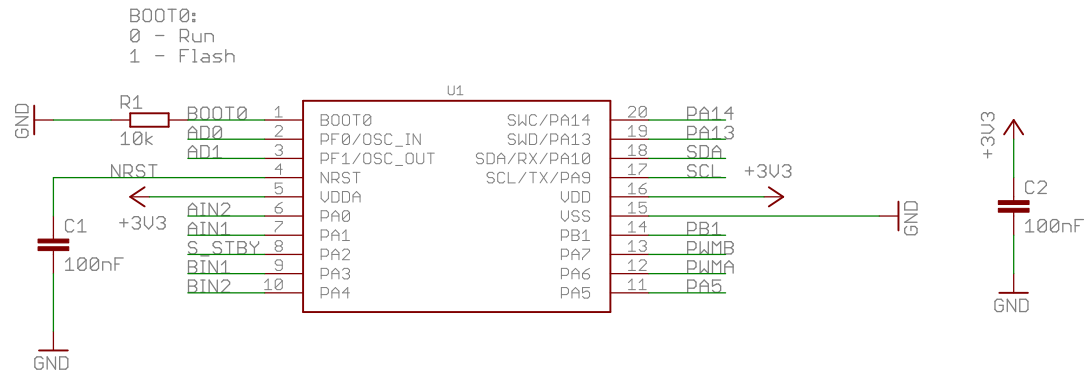 BOOT0:
0 - Run
1 - Flash
U1
GND
R1
10k
BOOT0 1 BOOT0 SWC/PA14 20 PA14
AD0 2 PF0/OSC_IN SWD/PA13 19 PA13
AD1 3 PF1/OSC_OUT SDA/RX/PA10 18 SDA
NRST 4 NRST SCL/TX/PA9 17 SCL
+3V3 5 VDDA VDD 16 +3V3
AIN2 6 PA0 VSS 15 GND
AIN1 7 PA1 PB1 14 PB1
S_STBY 8 PA2 PA7 13 PWMB
BIN1 9 PA3 PA6 12 PWMA
BIN2 10 PA4 PA5 11 PA5
C1
100nF
GND
+3V3
C2
100nF
GND